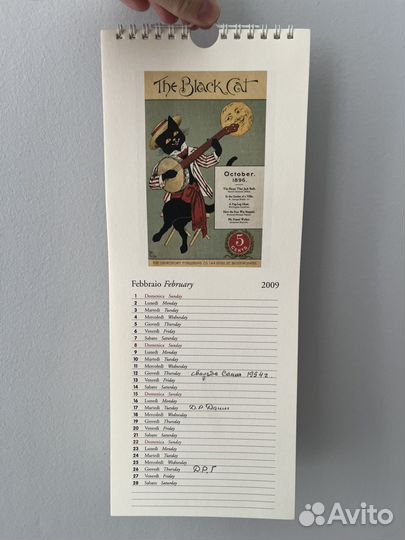 The Black Cat
October.
1896.
5
CENTS
Febbraio February 2009
1 Domenica Sunday
2 Lunedì Monday
3 Martedì Tuesday
4 Mercoledì Wednesday
5 Giovedì Thursday
6 Venerdì Friday
7 Sabato Saturday
8 Domenica Sunday
9 Lunedì Monday
10 Martedì Tuesday
11 Mercoledì Wednesday
12 Giovedì Thursday свадьба Саши 1954 г.
13 Venerdì Friday
14 Sabato Saturday
15 Domenica Sunday
16 Lunedì Monday
17 Martedì Tuesday Д.Р. Даши
18 Mercoledì Wednesday
19 Giovedì Thursday
20 Venerdì Friday
21 Sabato Saturday
22 Domenica Sunday
23 Lunedì Monday
24 Martedì Tuesday
25 Mercoledì Wednesday
26 Giovedì Thursday Д.Р. Г
27 Venerdì Friday
28 Sabato Saturday
Avito